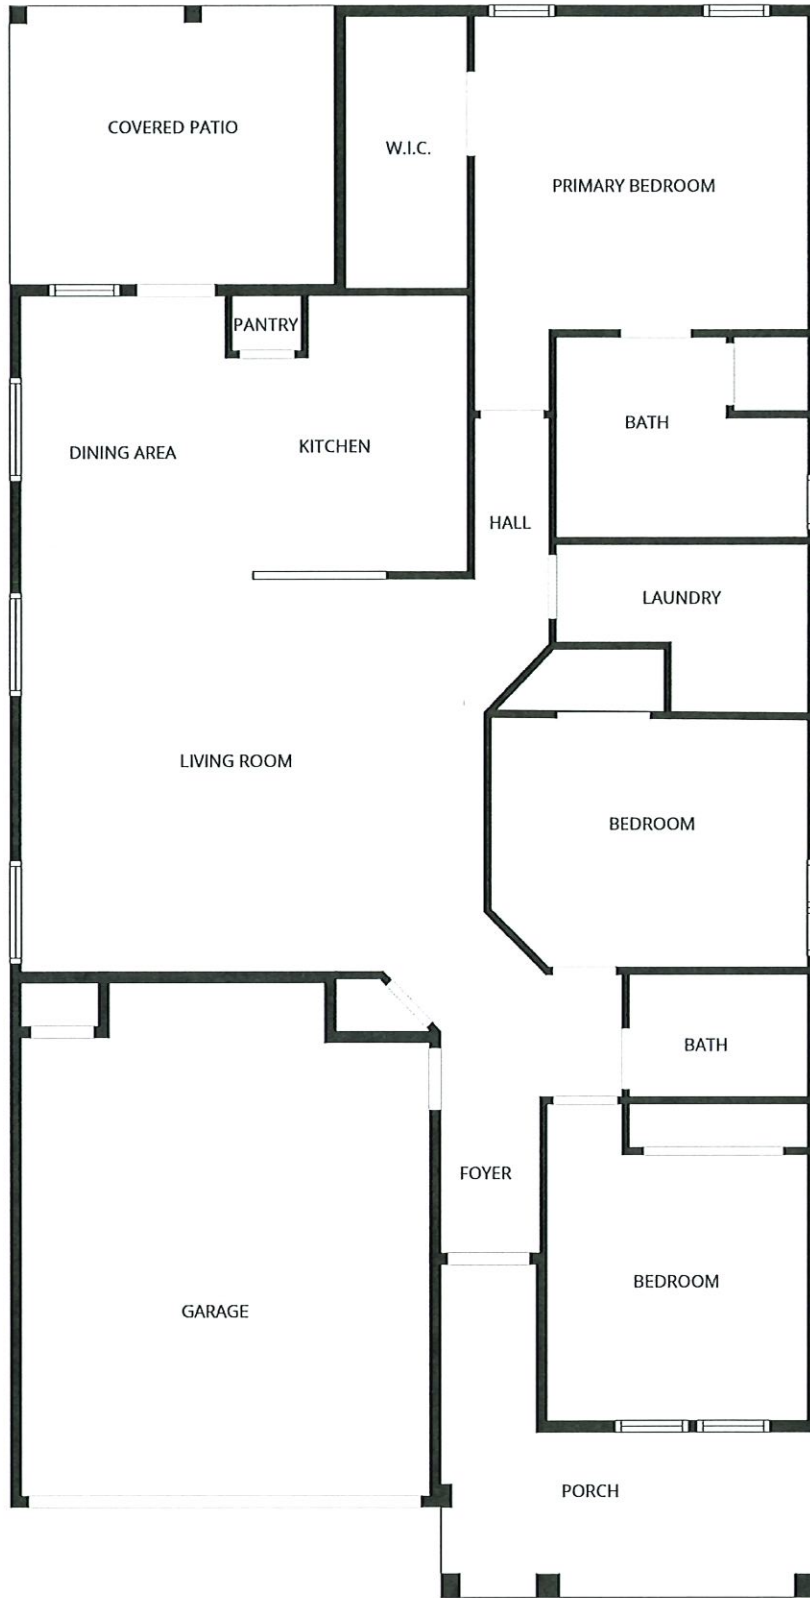 COVERED PATIO
W.I.C.
PRIMARY BEDROOM
PANTRY
DINING AREA
KITCHEN
BATH
HALL
LAUNDRY
LIVING ROOM
BEDROOM
BATH
FOYER
BEDROOM
GARAGE
PORCH